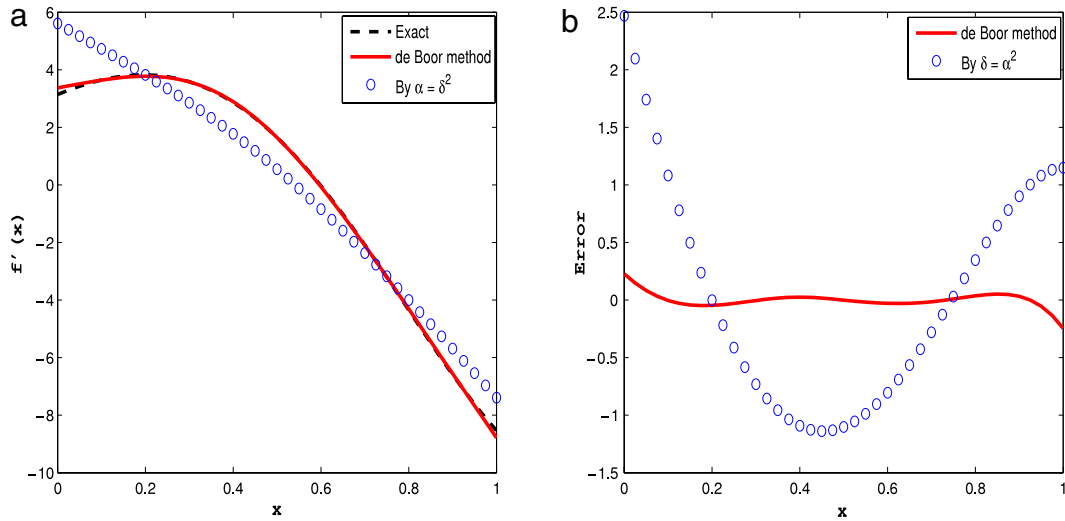 a
Exact
de Boor method
By α = δ²
6
4
2
0
−2
−4
−6
−8
−10
f′(x)
0
0.2
0.4
0.6
0.8
1
x
b
de Boor method
By δ = α²
2.5
2
1.5
1
0.5
0
−0.5
−1
−1.5
Error
0
0.2
0.4
0.6
0.8
1
x